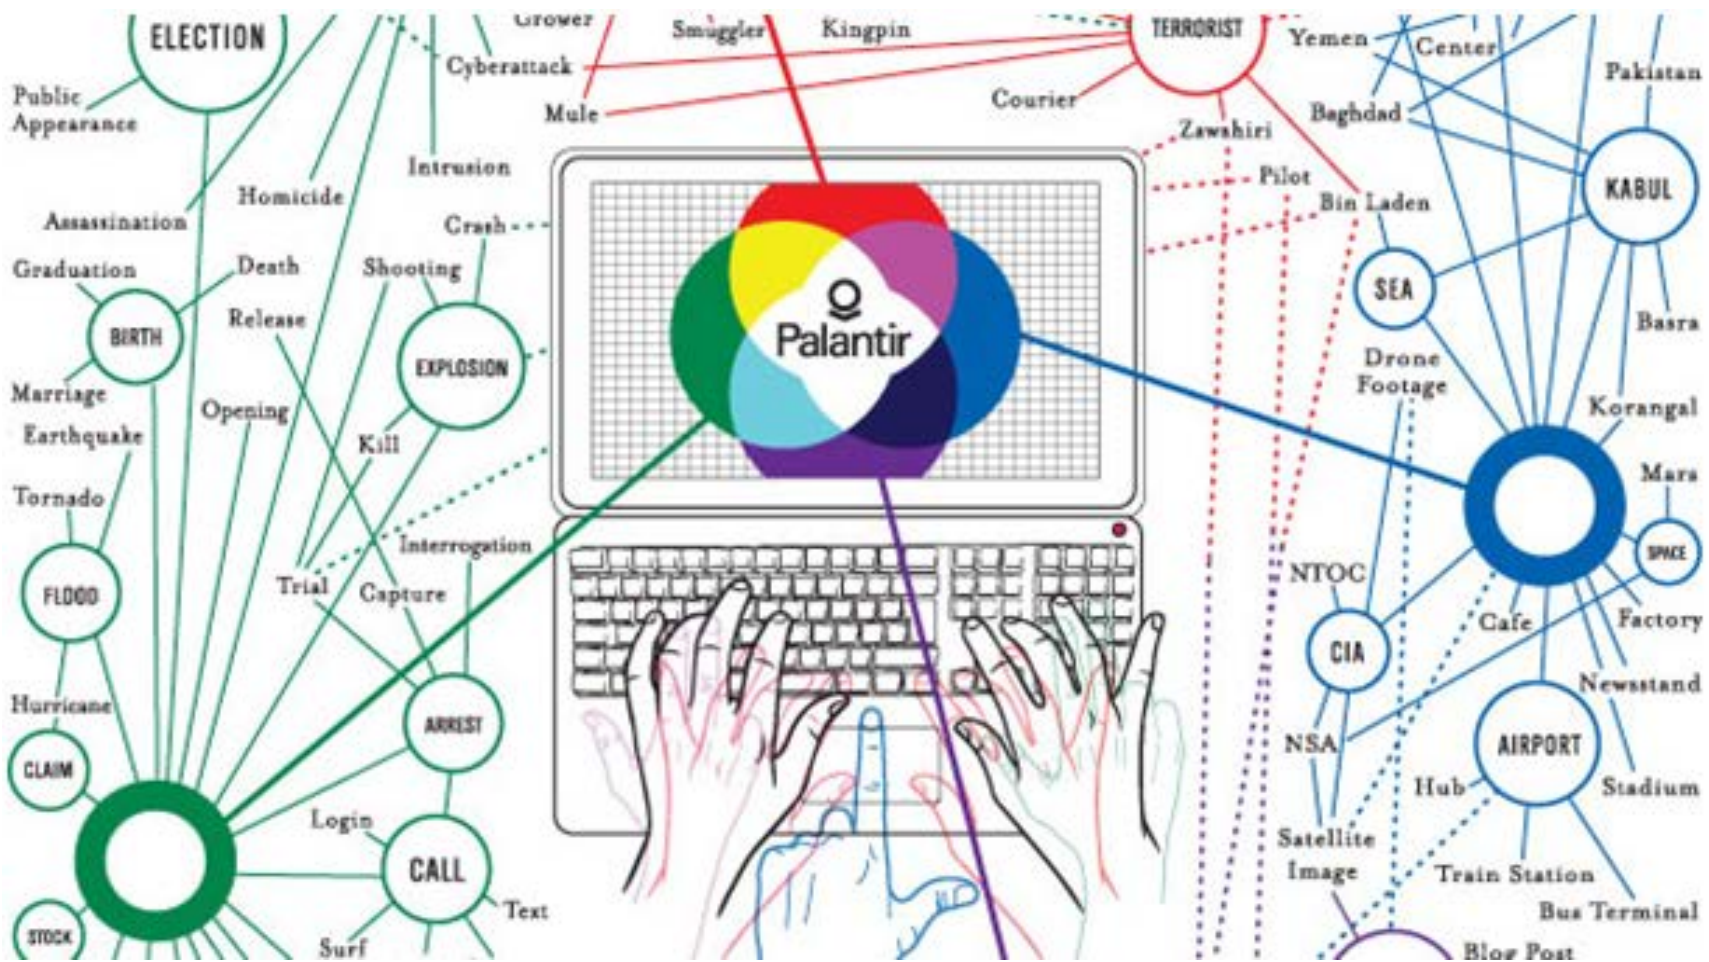 ELECTION
Public
Appearance
Grower
Cyberattack
Mule
Intrusion
Homicide
Assassination
Crash
Graduation
Death
Shooting
Release
BIRTH
EXPLOSION
Marriage
Opening
Earthquake
Kill
Tornado
Interrogation
Trial
Capture
FLOOD
Hurricane
ARREST
CLAIM
Login
CALL
Text
STOCK
Surf
Smuggler
Kingpin
TERRORIST
Courier
Zawahiri
Pilot
Bin Laden
Palantir
Yemen
Center
Pakistan
Baghdad
KABUL
SEA
Basra
Drone
Footage
Korangal
Mars
SPACE
NTOC
Cafe
Factory
CIA
Newsstand
NSA
AIRPORT
Hub
Stadium
Satellite
Image
Train Station
Bus Terminal
Blog Post